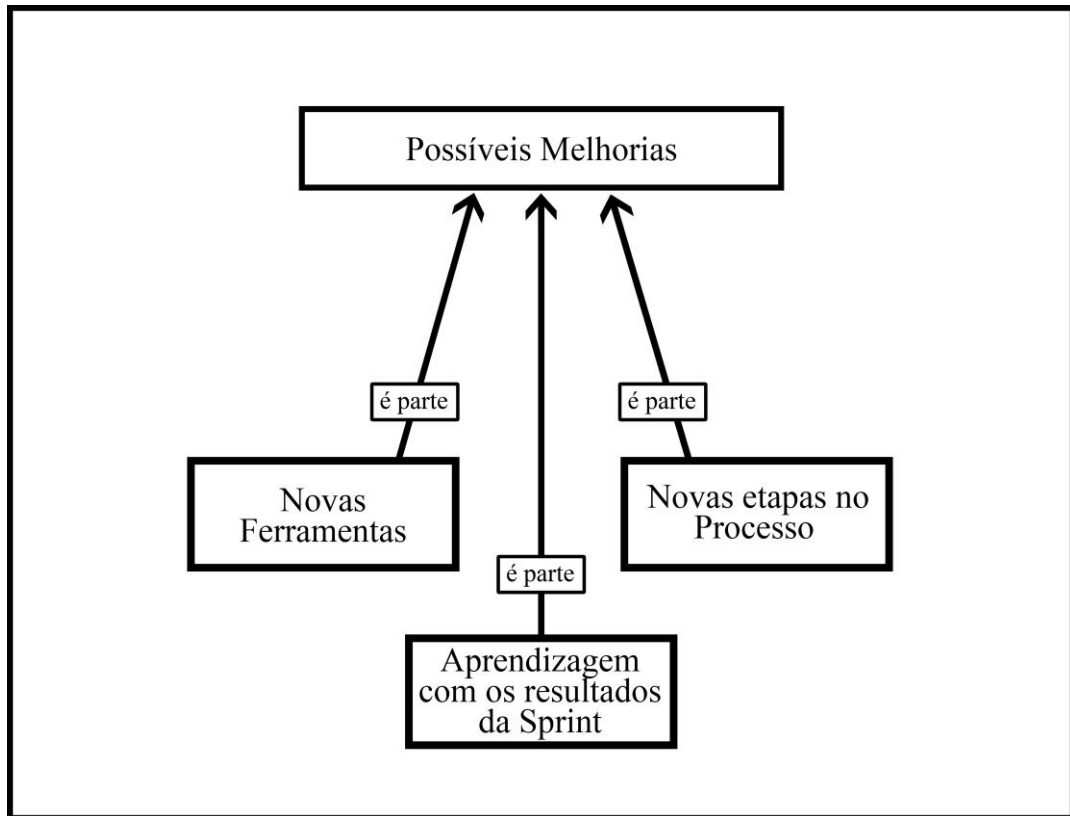 Possíveis Melhorias
é parte
é parte
Novas
Ferramentas
Novas etapas no
Processo
é parte
Aprendizagem
com os resultados
da Sprint